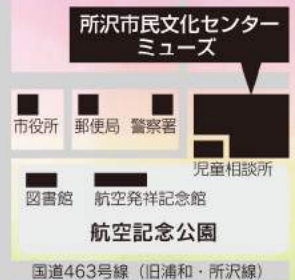 所沢市民文化センター
ミューズ
市役所 郵便局 警察署
児童相談所
図書館 航空発祥記念館
航空記念公園
国道463号線（旧浦和・所沢線）